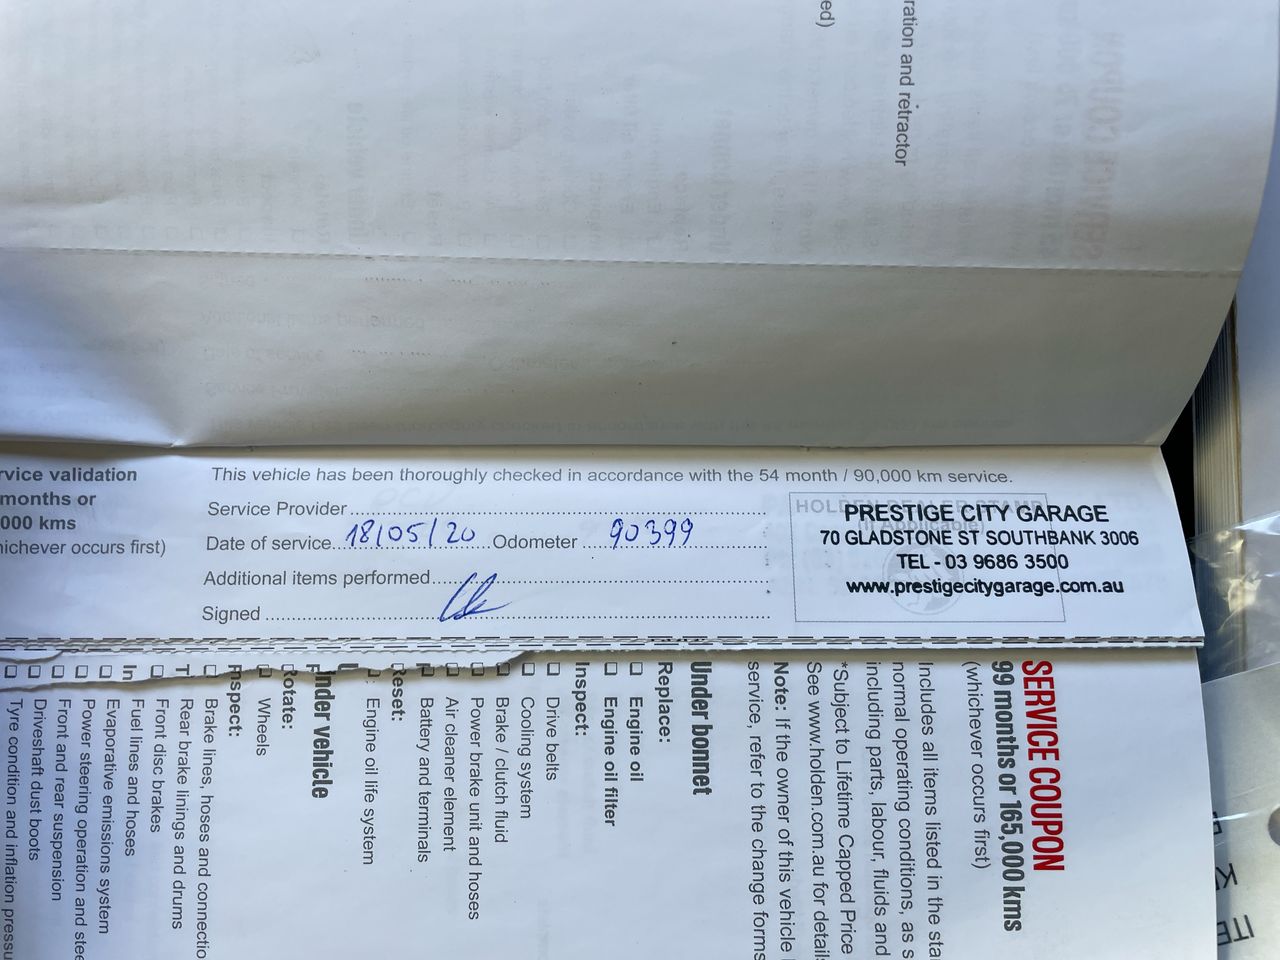 ed)
ration and retractor
rvice validation
months or
000 kms
hichever occurs first)
This vehicle has been thoroughly checked in accordance with the 54 month / 90,000 km service.
Service Provider
Date of service 18/05/20 Odometer 90399
Additional items performed
Signed
HOLDEN DEALER STAMP
(If Applicable)
PRESTIGE CITY GARAGE
70 GLADSTONE ST SOUTHBANK 3006
TEL - 03 9686 3500
www.prestigecitygarage.com.au
SERVICE COUPON
99 months or 165,000 kms
(whichever occurs first)
Includes all items listed in the sta
normal operating conditions, as s
including parts, labour, fluids and
*Subject to Lifetime Capped Price
See www.holden.com.au for detail
Note: If the owner of this vehicle
service, refer to the change forms
Under bonnet
Replace:
Engine oil
Engine oil filter
Inspect:
Drive belts
Cooling system
Brake / clutch fluid
Power brake unit and hoses
Air cleaner element
Battery and terminals
Reset:
Engine oil life system
Under vehicle
Rotate:
Wheels
Inspect:
Brake lines, hoses and connectio
Rear brake linings and drums
Front disc brakes
Fuel lines and hoses
Evaporative emissions system
Power steering operation and stee
Front and rear suspension
Driveshaft dust boots
Tyre condition and inflation pressu